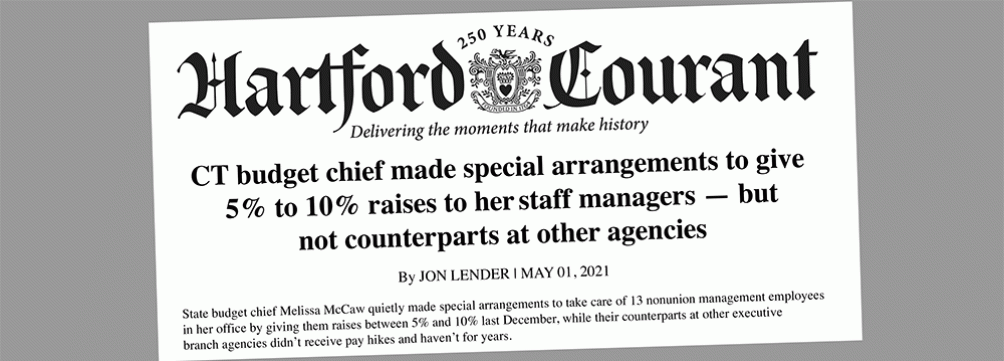 250 YEARS
Hartford Courant
FOUNDED IN 1764
Delivering the moments that make history
CT budget chief made special arrangements to give
5% to 10% raises to her staff managers — but
not counterparts at other agencies
By JON LENDER | MAY 01, 2021
State budget chief Melissa McCaw quietly made special arrangements to take care of 13 nonunion management employees
in her office by giving them raises between 5% and 10% last December, while their counterparts at other executive
branch agencies didn't receive pay hikes and haven't for years.